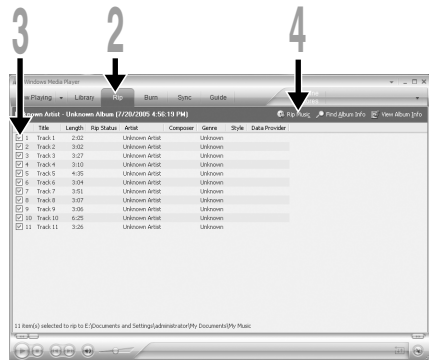 3 2 4
Windows Media Player
Playing Library Rip Burn Sync Guide
Artist - Unknown Album (7/20/2005 4:56:19 PM) Rip Music Find Album Info View Album Info
Title Length Rip Status Artist Composer Genre Style Data Provider
1 Track 1 2:02 Unknown Artist Unknown
2 Track 2 3:02 Unknown Artist Unknown
3 Track 3 3:27 Unknown Artist Unknown
4 Track 4 3:10 Unknown Artist Unknown
5 Track 5 4:35 Unknown Artist Unknown
6 Track 6 3:04 Unknown Artist Unknown
7 Track 7 3:51 Unknown Artist Unknown
8 Track 8 3:07 Unknown Artist Unknown
9 Track 9 3:06 Unknown Artist Unknown
10 Track 10 6:25 Unknown Artist Unknown
11 Track 11 3:26 Unknown Artist Unknown
11 item(s) selected to rip to E:\Documents and Settings\administrator\My Documents\My Music